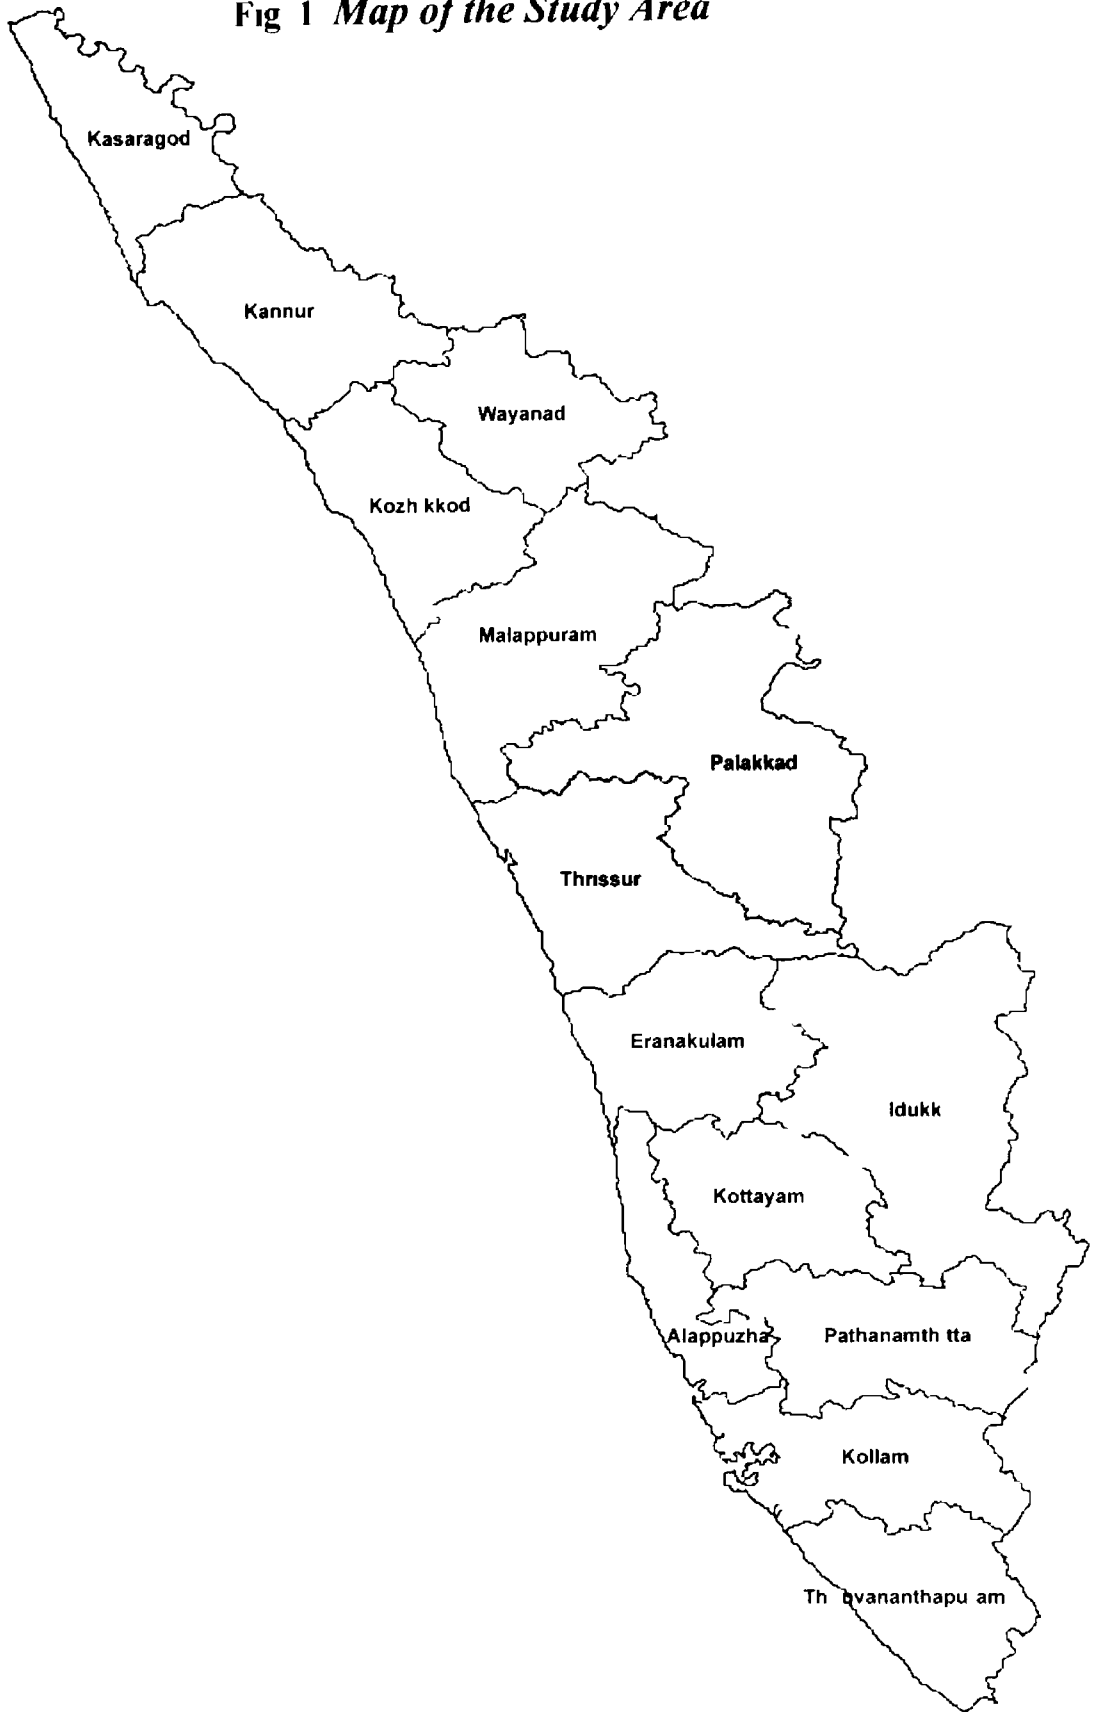 Fig 1 Map of the Study Area
Kasaragod
Kannur
Wayanad
Kozh kkod
Malappuram
Palakkad
Thrissur
Eranakulam
Idukk
Kottayam
Alappuzha
Pathanamth tta
Kollam
Th uvananthapu am